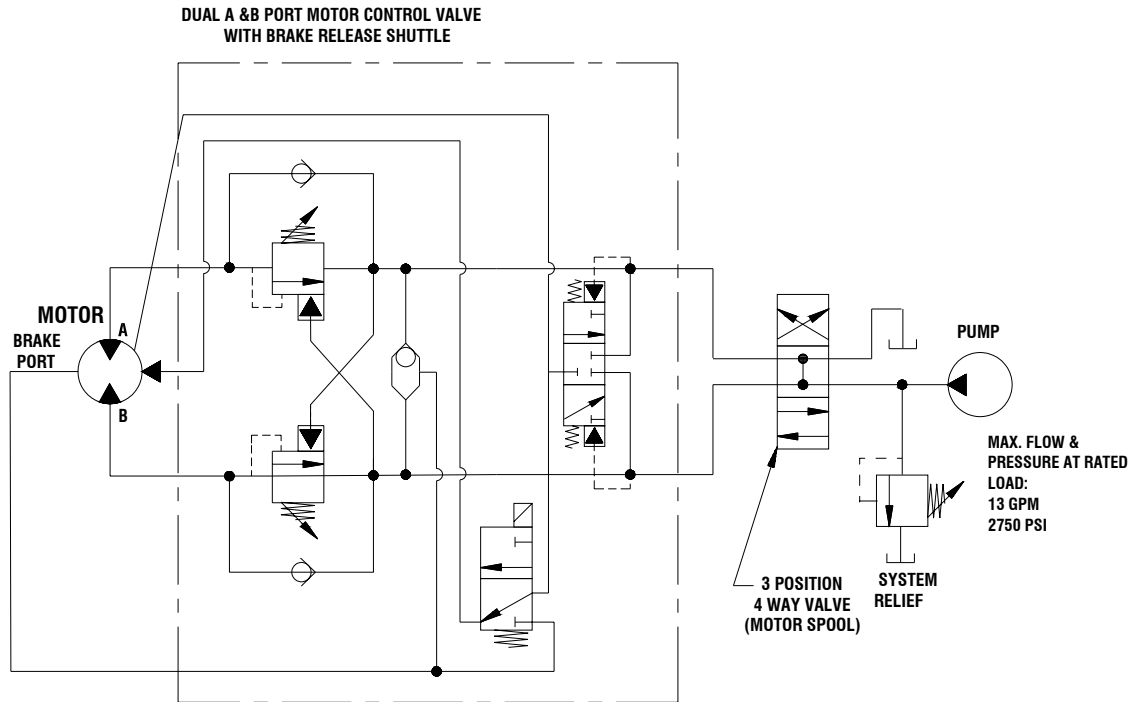 DUAL A &B PORT MOTOR CONTROL VALVE
WITH BRAKE RELEASE SHUTTLE
MOTOR
BRAKE
PORT
A
B
PUMP
MAX. FLOW &
PRESSURE AT RATED
LOAD:
13 GPM
2750 PSI
3 POSITION
4 WAY VALVE
(MOTOR SPOOL)
SYSTEM
RELIEF